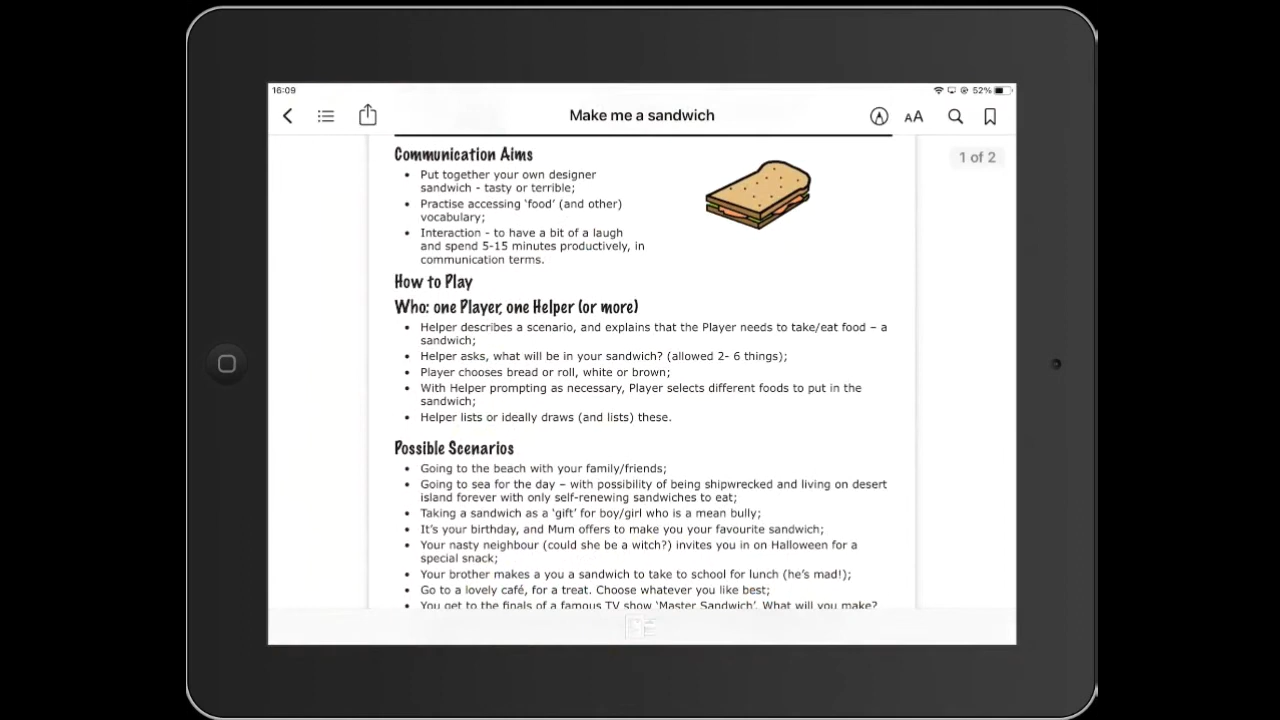 16:09
52%
Make me a sandwich
AA
1 of 2
Communication Aims
• Put together your own designer
sandwich - tasty or terrible;
• Practise accessing ‘food’ (and other)
vocabulary;
• Interaction - to have a bit of a laugh
and spend 5-15 minutes productively, in
communication terms.
How to Play
Who: one Player, one Helper (or more)
• Helper describes a scenario, and explains that the Player needs to take/eat food – a
sandwich;
• Helper asks, what will be in your sandwich? (allowed 2- 6 things);
• Player chooses bread or roll, white or brown;
• With Helper prompting as necessary, Player selects different foods to put in the
sandwich;
• Helper lists or ideally draws (and lists) these.
Possible Scenarios
• Going to the beach with your family/friends;
• Going to sea for the day – with possibility of being shipwrecked and living on desert
island forever with only self-renewing sandwiches to eat;
• Taking a sandwich as a ‘gift’ for boy/girl who is a mean bully;
• It’s your birthday, and Mum offers to make you your favourite sandwich;
• Your nasty neighbour (could she be a witch?) invites you in on Halloween for a
special snack;
• Your brother makes a you a sandwich to take to school for lunch (he’s mad!);
• Go to a lovely café, for a treat. Choose whatever you like best;
• You get to the finals of a famous TV show ‘Master Sandwich’. What will you make?